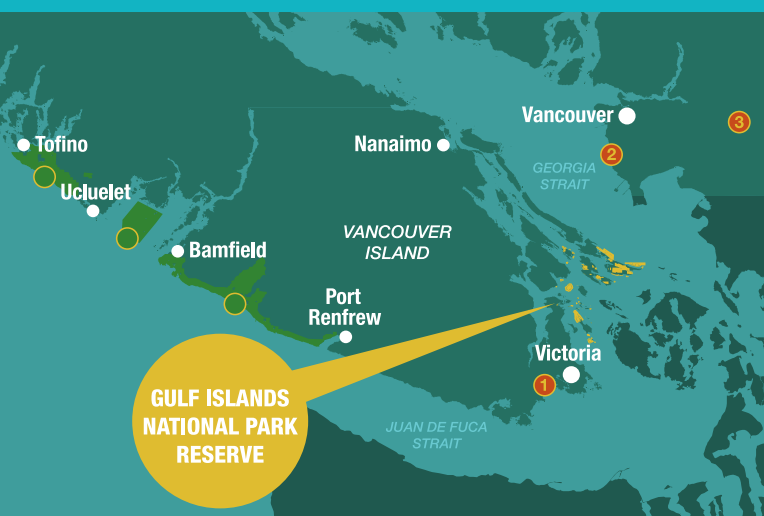 Vancouver
3
2
Tofino
Nanaimo
GEORGIA
STRAIT
Ucluelet
VANCOUVER
ISLAND
Bamfield
Port
Renfrew
Victoria
1
GULF ISLANDS
NATIONAL PARK
RESERVE
JUAN DE FUCA
STRAIT